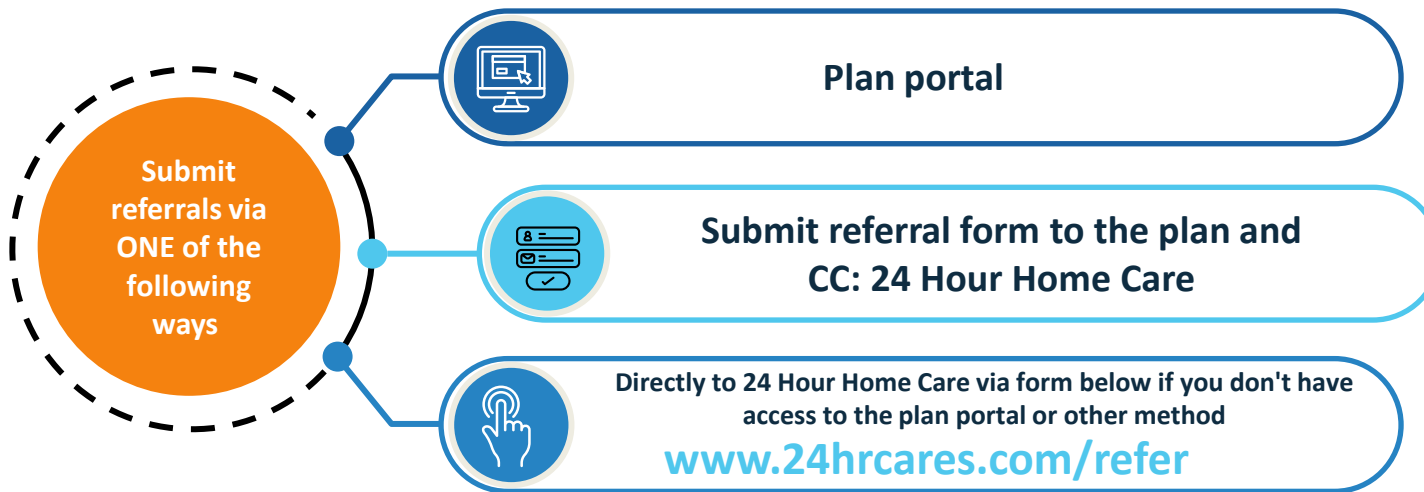 Submit
referrals via
ONE of the
following
ways
Plan portal
Submit referral form to the plan and
CC: 24 Hour Home Care
Directly to 24 Hour Home Care via form below if you don't have
access to the plan portal or other method
www.24hrcares.com/refer